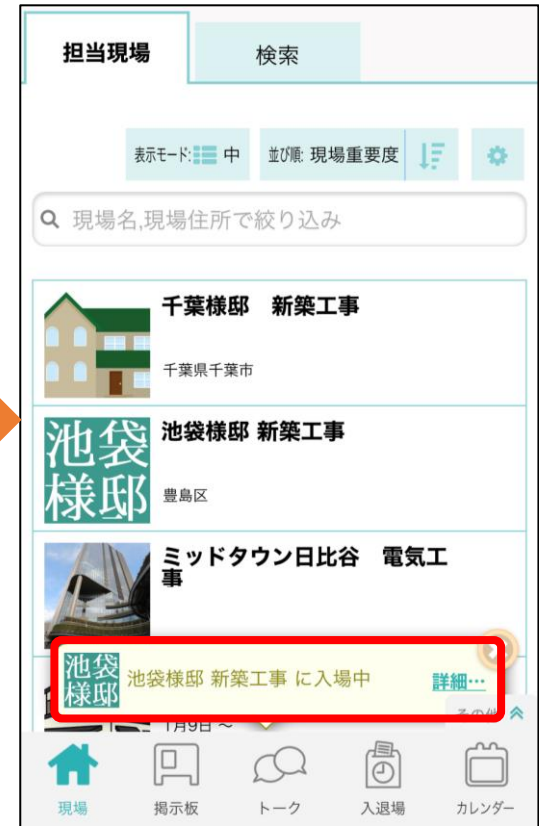 担当現場
検索
表示モード: 中
並び順: 現場重要度
現場名,現場住所で絞り込み
千葉様邸　新築工事
千葉県千葉市
池袋
様邸
池袋様邸 新築工事
豊島区
ミッドタウン日比谷　電気工
事
池袋
様邸
池袋様邸 新築工事 に入場中
詳細…
その他
1月9日 ~
現場
掲示板
トーク
入退場
カレンダー